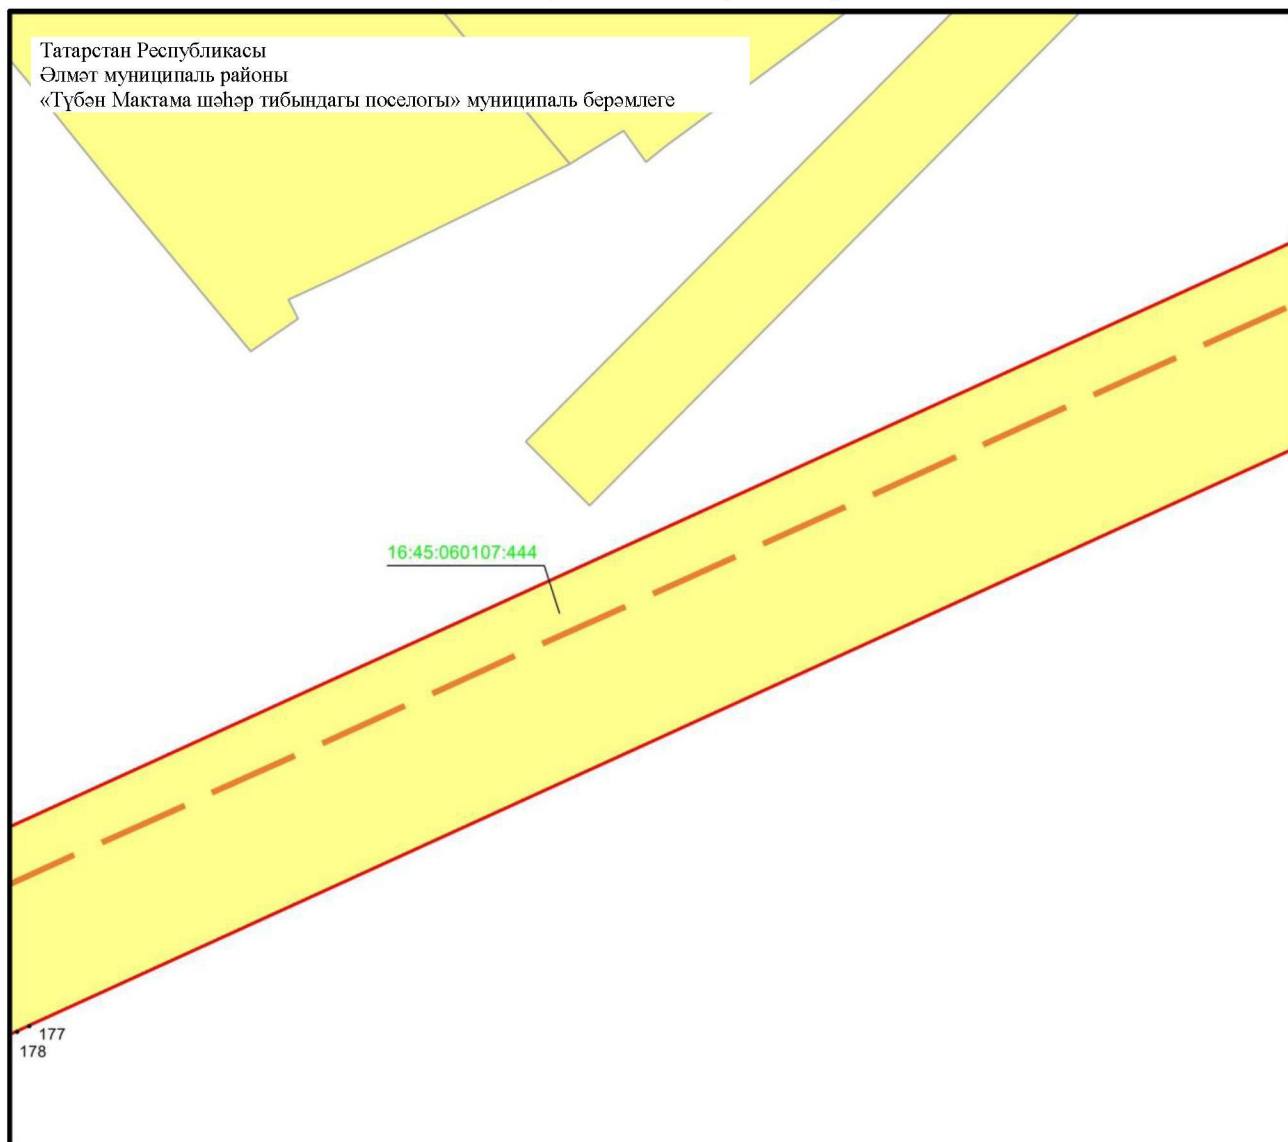 Татарстан Республикасы
Әлмәт муниципаль районы
«Түбән Мактама шәһәр тибындагы поселогы» муниципаль берәмлеге
16:45:060107:444
177
178